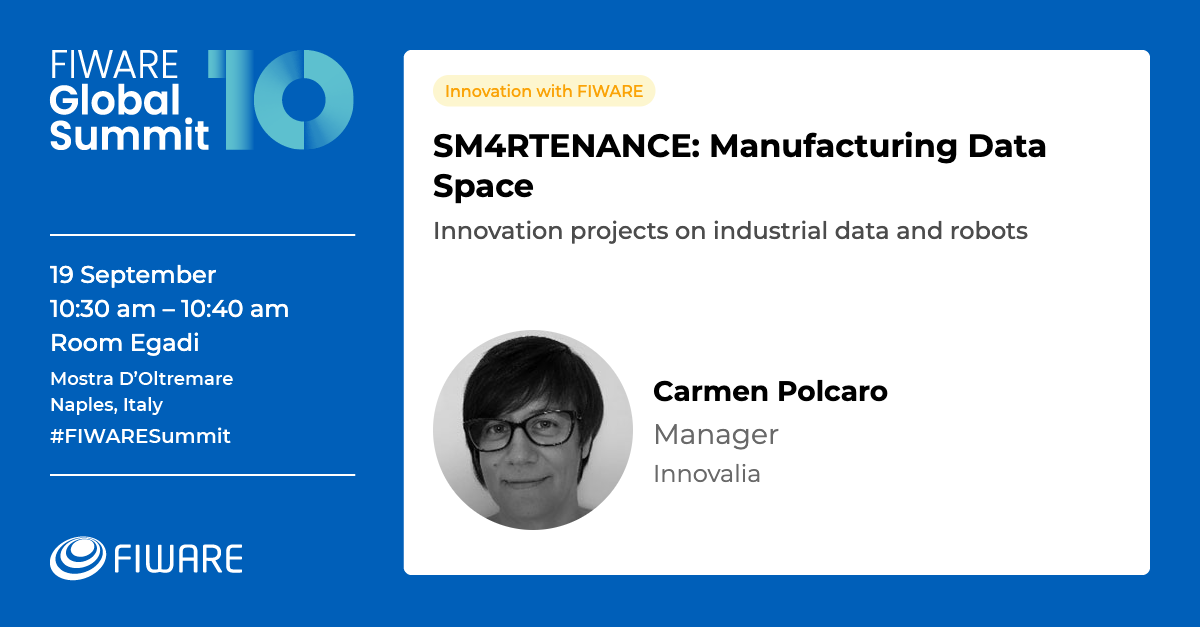 FIWARE
Global
Summit
10
19 September
10:30 am – 10:40 am
Room Egadi
Mostra D’Oltremare
Naples, Italy
#FIWARESummit
FIWARE
Innovation with FIWARE
SM4RTENANCE: Manufacturing Data
Space
Innovation projects on industrial data and robots
Carmen Polcaro
Manager
Innovalia